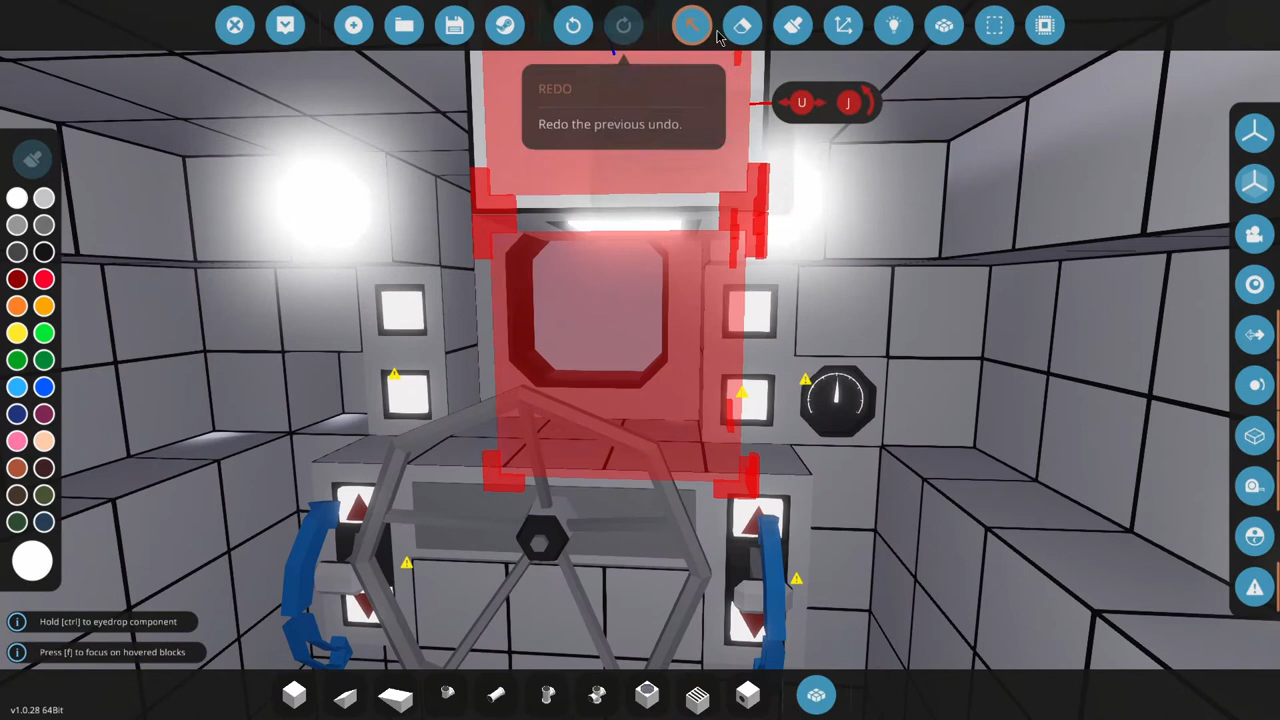 REDO
Redo the previous undo.
U
J
Hold [ctrl] to eyedrop component
Press [f] to focus on hovered blocks
v1.0.28 64Bit